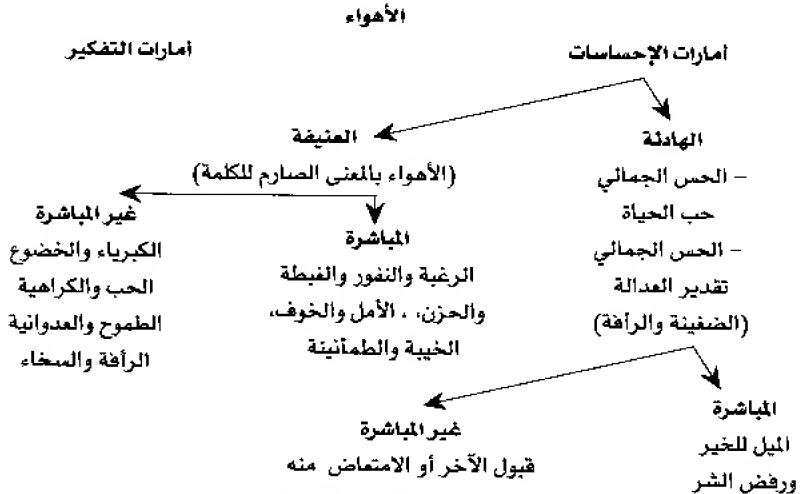 الأهواء
أمارات الإحساسات
أمارات التفكير
الهادئة
– الحس الجمالي
حب الحياة
– الحس الجمالي
تقدير العدالة
(الضغينة والرأفة)
العنيفة
(الأهواء بالمعنى الصارم للكلمة)
المباشرة
الرغبة والنفور والغبطة
والحزن، . الأمل والخوف،
الخيبة والطمأنينة
غير المباشرة
الكبرياء والخضوع
الحب والكراهية
الطموح والعدوانية
الرأفة والسخاء
المباشرة
الميل للخير
ورفض الشر
غير المباشرة
قبول الآخر أو الامتعاض منه